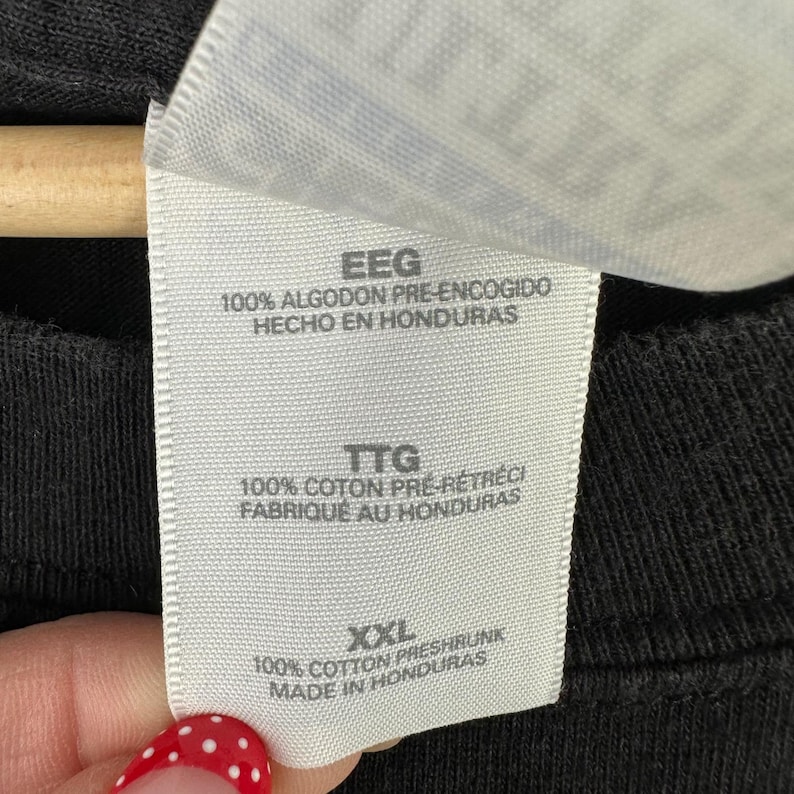 EEG
100% ALGODON PRE-ENCOGIDO
HECHO EN HONDURAS
TTG
100% COTON PRÉ-RÉTRÉCI
FABRIQUÉ AU HONDURAS
XXL
100% COTTON PRESHRUNK
MADE IN HONDURAS